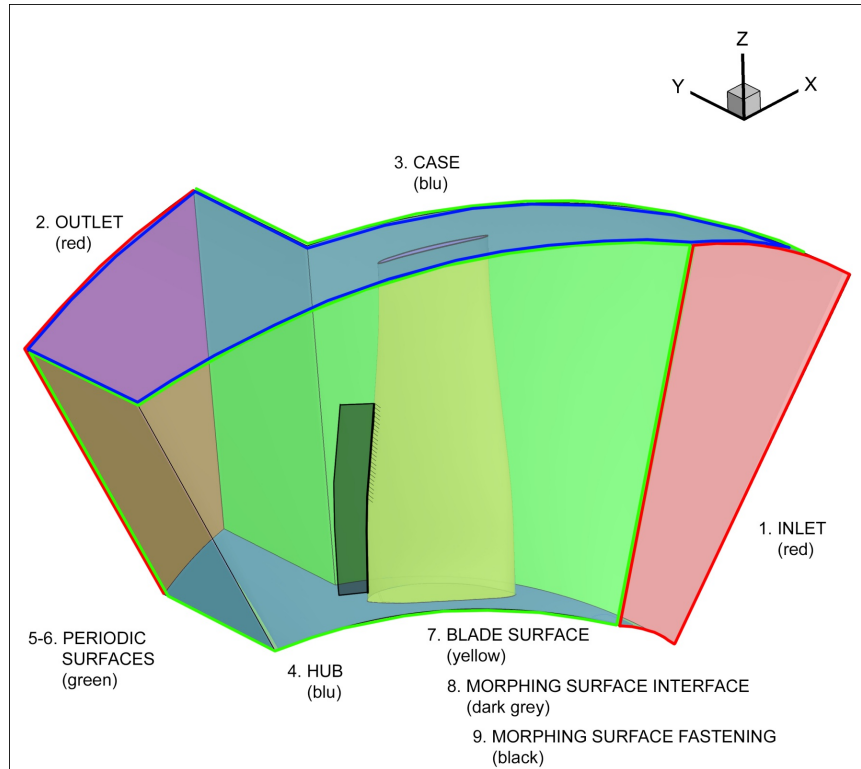 Z
Y
X
3. CASE
(blu)
2. OUTLET
(red)
1. INLET
(red)
5-6. PERIODIC
SURFACES
(green)
4. HUB
(blu)
7. BLADE SURFACE
(yellow)
8. MORPHING SURFACE INTERFACE
(dark grey)
9. MORPHING SURFACE FASTENING
(black)